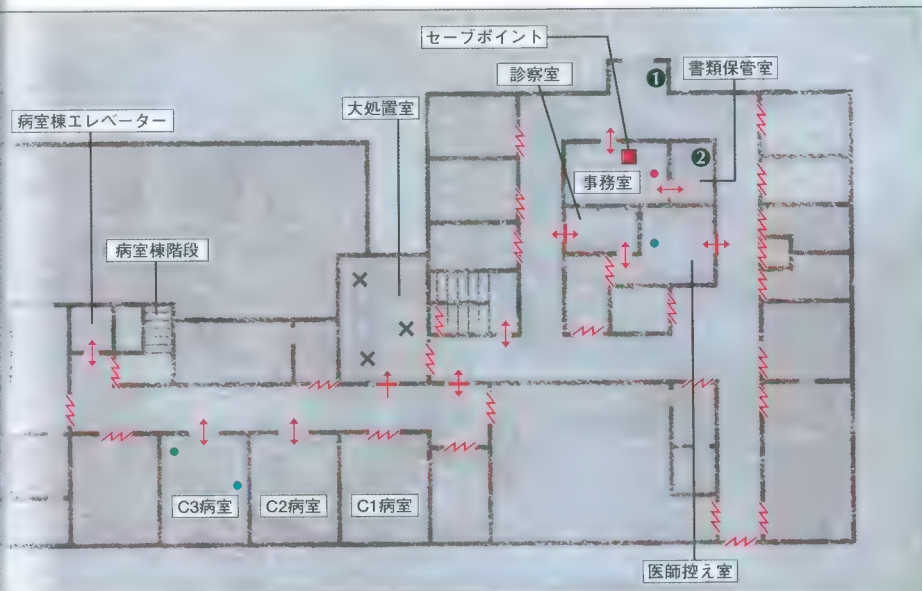 セーブポイント
診察室
❶
書類保管室
病室棟エレベーター
大処置室
❷
事務室
病室棟階段
C3病室
C2病室
C1病室
医師控え室